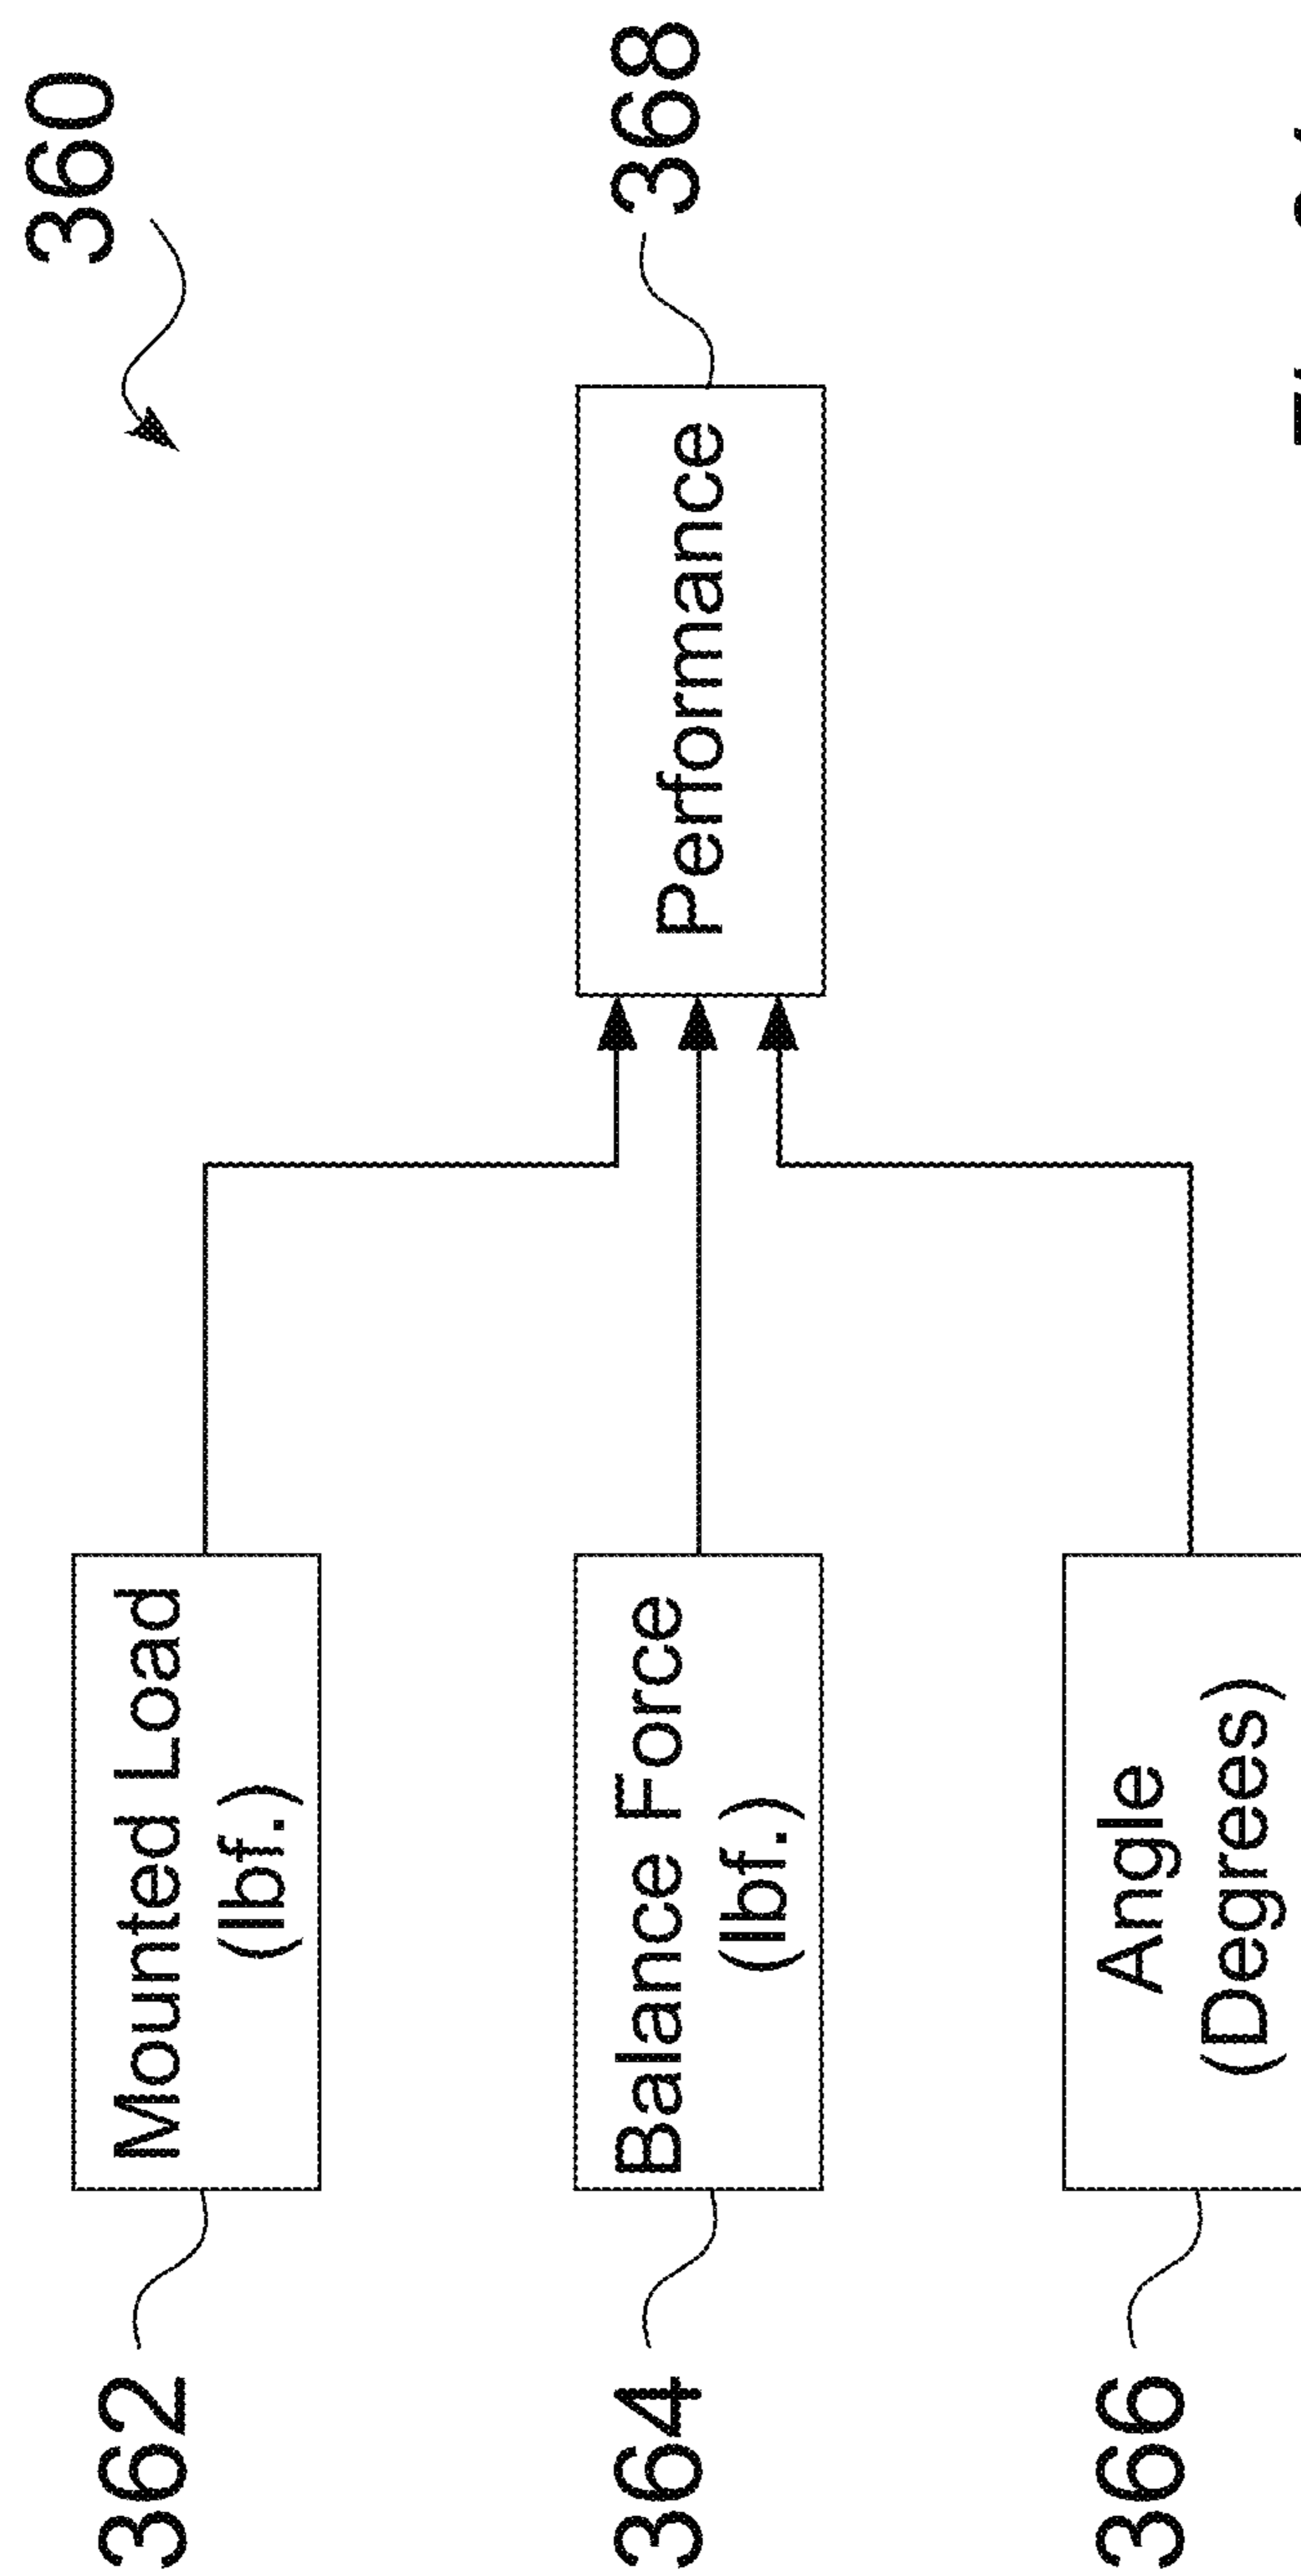 360
362
Mounted Load
(lbf.)
364
Balance Force
(lbf.)
Performance
368
366
Angle
(Degrees)